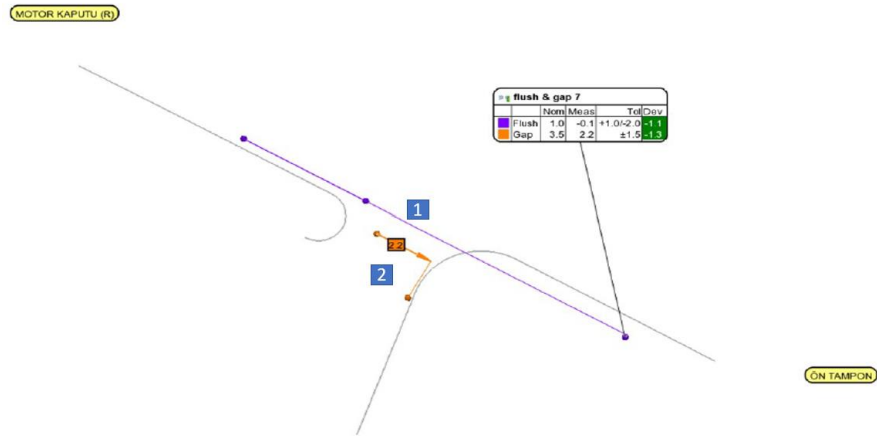 MOTOR KAPUTU (R)
flush & gap 7
Nom Meas Tol Dev
Flush 1.0 -0.1 +1.0/-2.0 -1.1
Gap 3.5 2.2 ±1.5 -1.3
1
2.2
2
ÖN TAMPON